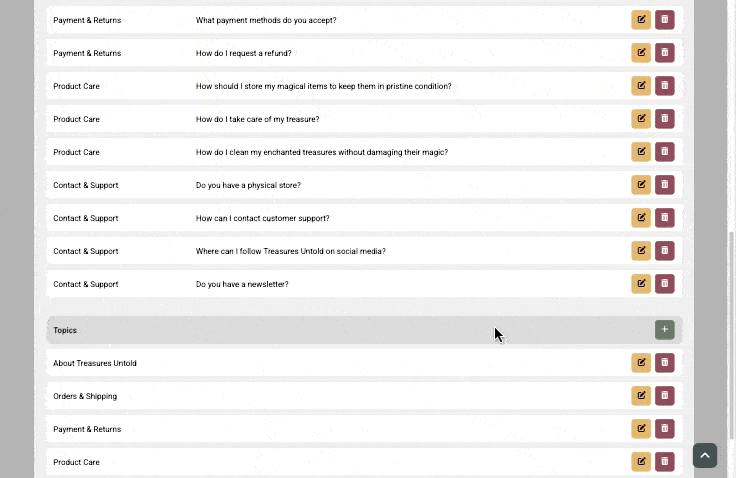 Payment & Returns What payment methods do you accept?
Payment & Returns How do I request a refund?
Product Care How should I store my magical items to keep them in pristine condition?
Product Care How do I take care of my treasure?
Product Care How do I clean my enchanted treasures without damaging their magic?
Contact & Support Do you have a physical store?
Contact & Support How can I contact customer support?
Contact & Support Where can I follow Treasures Untold on social media?
Contact & Support Do you have a newsletter?
Topics +
About Treasures Untold
Orders & Shipping
Payment & Returns
Product Care